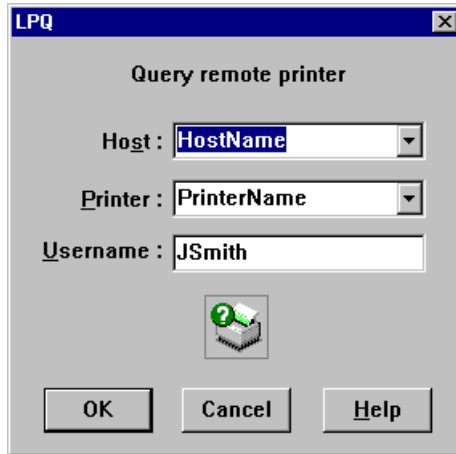 LPQ
Query remote printer
Host : HostName
Printer : PrinterName
Username : JSmith
OK Cancel Help